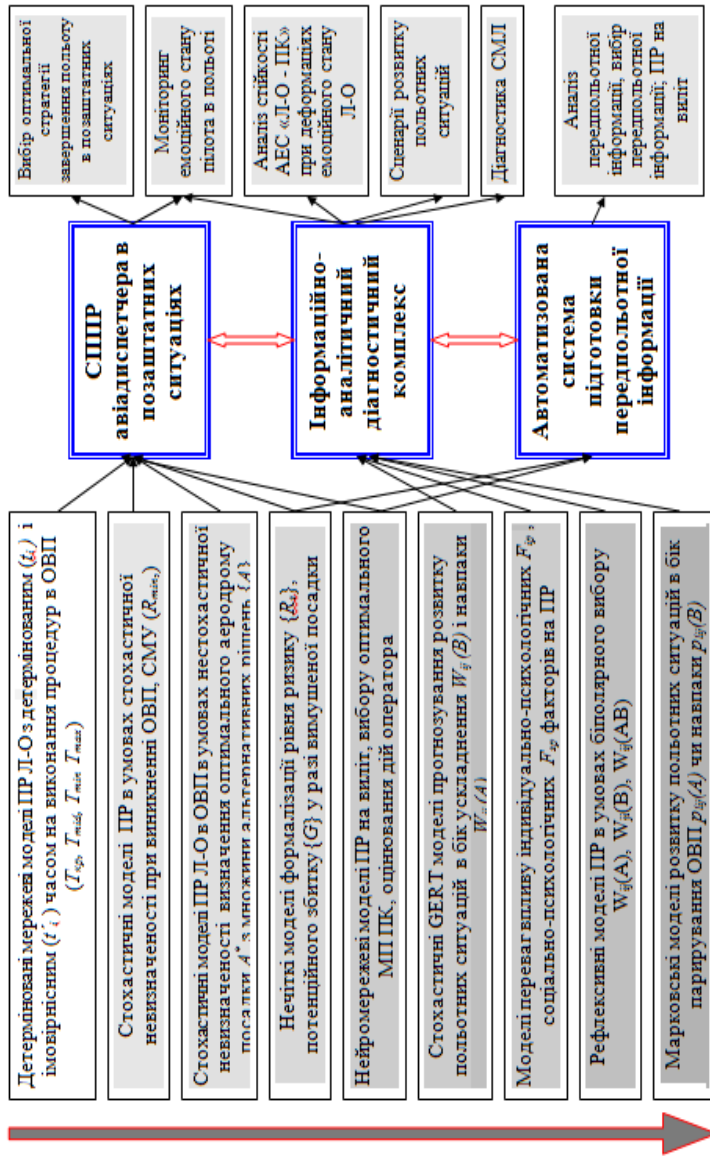 Детерміновані мережеві моделі ПР Л-О з детермінованим (tᵢ) і
імовірнісним (t'ᵢ) часом на виконання процедур в ОВП
(Tкр, Tmid, Tmin Tmax)
Стохастичні моделі ПР в умовах стохастичної
невизначеності при виникненні ОВП, СМУ (Rmin,)
Стохастичні моделі ПР Л-О в ОВП в умовах нестохастичної
невизначеності визначення оптимального аеродрому
посадки A* з множини альтернативних рішень {A}
Нечіткі моделі формалізації рівня ризику
потенційного збитку{G} у разі вимушеної посадки
Нейромережеві моделі ПР на виліт, вибору оптимального
МП ПК, оцінювання дій оператора
Стохастичні GERT моделі прогнозування розвитку
польотних ситуацій в бік ускладнення Wij (B) і навпаки
(A)
Моделі переваг впливу індивідуально-психологічних Fip ,
соціально-психологічних Fsp факторів на ПР
Рефлексивні моделі ПР в умовах біполярного вибору
Wij(A), Wij(B), Wij(AB)
Марковські моделі розвитку польотних ситуацій в бік
парирування ОВП pij(A) чи навпаки pij(B)
СППР
авіадиспетчера в
позаштатних
ситуаціях
Інформаційно-
аналітичний
діагностичний
комплекс
Автоматизована
система
підготовки
передпольотної
інформації
Вибір оптимальної
стратегії
завершення польоту
в позаштатних
ситуаціях
Моніторинг
емоційного стану
пілота в польоті
Аналіз стійкості
АЕС «Л-О - ПК»
при деформаціях
емоційного стану
Л-О
Сценарії розвитку
польотних
ситуацій
Діагностика СМЛ
Аналіз
передпольотної
інформації, вибір
передпольотної
інформації; ПР на
виліт